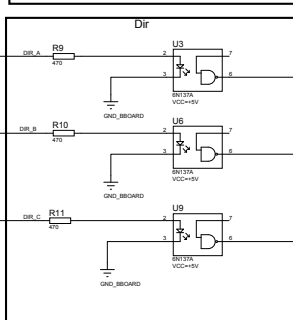 Dir
DIR_A
R9
470
U3
2
7
3
6
6N137A
VCC=+5V
GND_BBOARD
DIR_B
R10
470
U6
2
7
3
6
6N137A
VCC=+5V
GND_BBOARD
DIR_C
R11
470
U9
2
7
3
6
6N137A
VCC=+5V
GND_BBOARD